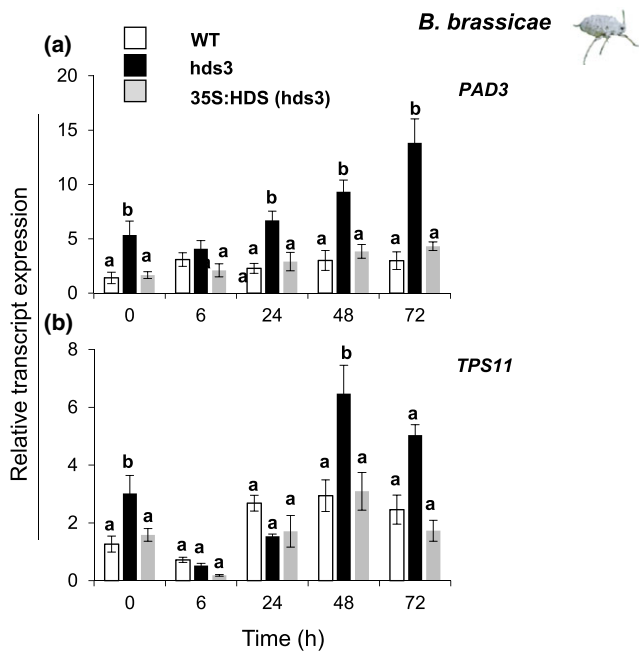 B. brassicae
(a)
WT
hds3
35S:HDS (hds3)
PAD3
Relative transcript expression
20
15
10
5
0
a b a
a a
a b a
a b a
a b a
0 6 24 48 72
(b)
TPS11
8
6
4
2
0
a b a
a a a
a a a
a b a
a a a
0 6 24 48 72
Time (h)